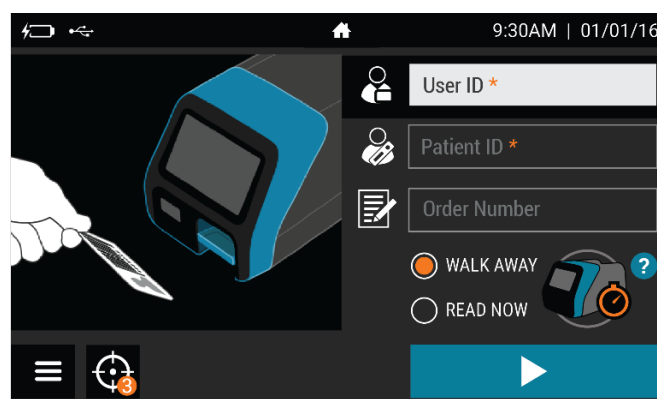 9:30AM | 01/01/16
User ID *
Patient ID *
Order Number
WALK AWAY
?
READ NOW
3